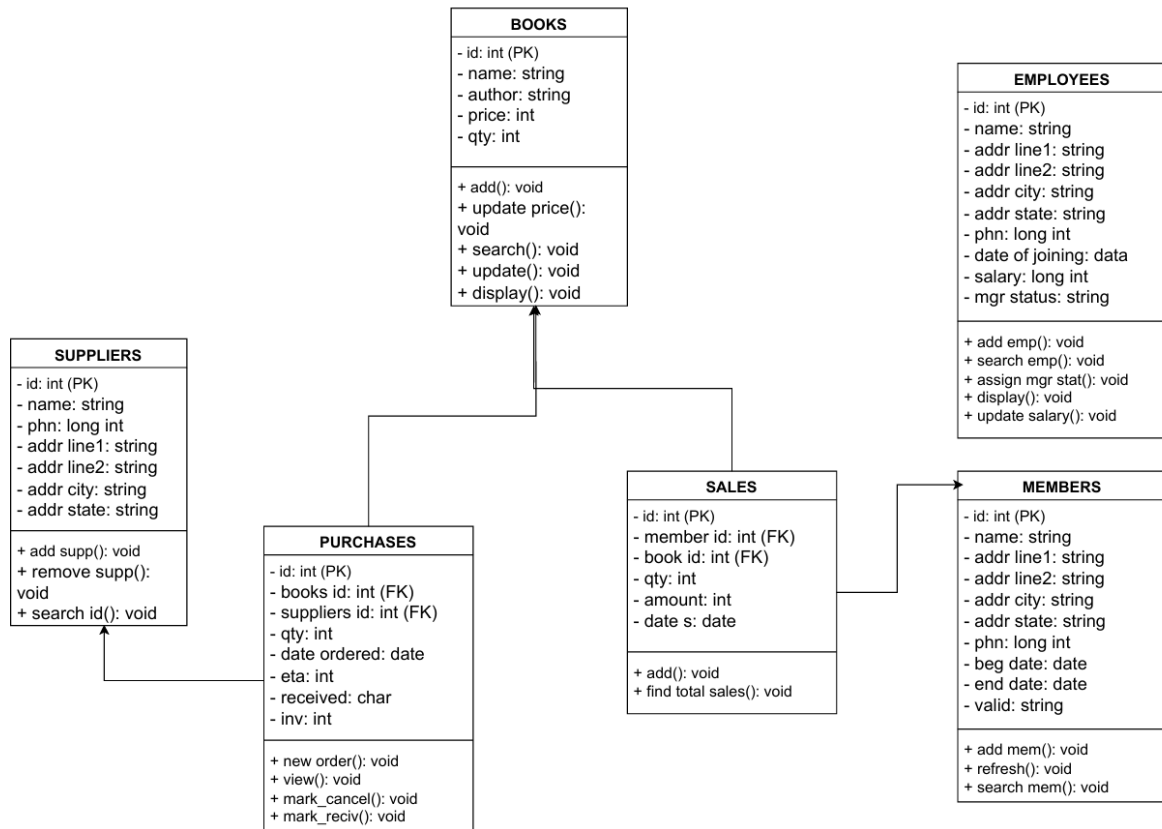 BOOKS
- id: int (PK)
- name: string
- author: string
- price: int
- qty: int
+ add(): void
+ update price():
void
+ search(): void
+ update(): void
+ display(): void
EMPLOYEES
- id: int (PK)
- name: string
- addr line1: string
- addr line2: string
- addr city: string
- addr state: string
- phn: long int
- date of joining: data
- salary: long int
- mgr status: string
+ add emp(): void
+ search emp(): void
+ assign mgr stat(): void
+ display(): void
+ update salary(): void
SUPPLIERS
- id: int (PK)
- name: string
- phn: long int
- addr line1: string
- addr line2: string
- addr city: string
- addr state: string
+ add supp(): void
+ remove supp():
void
+ search id(): void
PURCHASES
- id: int (PK)
- books id: int (FK)
- suppliers id: int (FK)
- qty: int
- date ordered: date
- eta: int
- received: char
- inv: int
+ new order(): void
+ view(): void
+ mark_cancel(): void
+ mark_reciv(): void
SALES
- id: int (PK)
- member id: int (FK)
- book id: int (FK)
- qty: int
- amount: int
- date s: date
+ add(): void
+ find total sales(): void
MEMBERS
- id: int (PK)
- name: string
- addr line1: string
- addr line2: string
- addr city: string
- addr state: string
- phn: long int
- beg date: date
- end date: date
- valid: string
+ add mem(): void
+ refresh(): void
+ search mem(): void